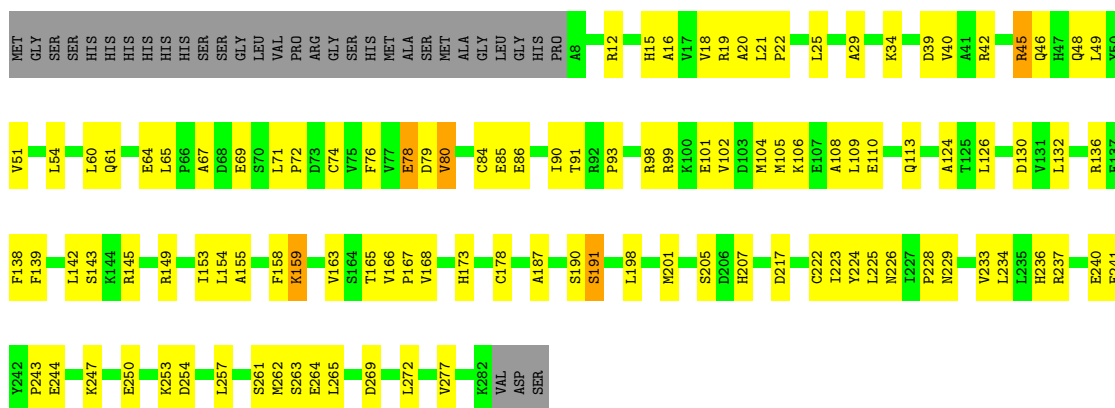 MET GLY SER SER HIS HIS HIS HIS HIS HIS SER SER GLY LEU VAL PRO ARG GLY SER HIS MET ALA SER MET ALA GLY LEU GLY HIS PRO A8 R12 H15 A16 V17 V18 R19 A20 L21 P22 L25 A29 K34 D39 V40 A41 R42 R45 Q46 H47 Q48 L49 Y50
V51 L54 L60 Q61 E64 L65 P66 A67 D68 E69 S70 L71 P72 D73 C74 V75 F76 V77 E78 D79 V80 C84 E85 E86 I90 T91 R92 P93 R98 R99 K100 E101 V102 D103 M104 M105 K106 E107 A108 L109 E110 Q113 A124 T125 L126 D130 V131 L132 R136 E137
F138 F139 L142 S143 K144 R145 R149 I153 L154 A155 F158 K159 V163 S164 T165 V166 P167 V168 H173 C178 A187 S190 S191 L198 M201 S205 D206 H207 D217 C222 I223 Y224 L225 N226 I227 P228 N229 V233 L234 L235 H236 R237 E240 E241
Y242 P243 E244 K247 E250 K253 D254 L257 S261 M262 S263 E264 L265 D269 L272 V277 K282 VAL ASP SER